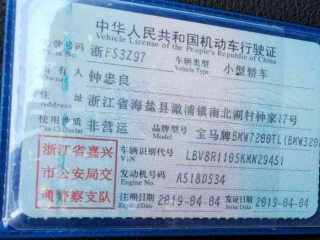 中华人民共和国机动车行驶证
Vehicle License of the People's Republic of China
号牌号码 浙FS3Z97 车辆类型 小型轿车
Vehicle Type
所有人 钟忠良
住 址 浙江省海盐县澉浦镇南北湖村钟家17号
使用性质 非营运 品牌型号 宝马牌BMW7200TL(BMW320
Use Character
浙江省嘉兴 车辆识别代号 LBV8R1105KMN29451
VIN
市公安局交 发动机号码 A518D534
Engine No.
通警察支队 注册日期 2019-04-04 发证日期 2019-04-04
Register Date Issue Date